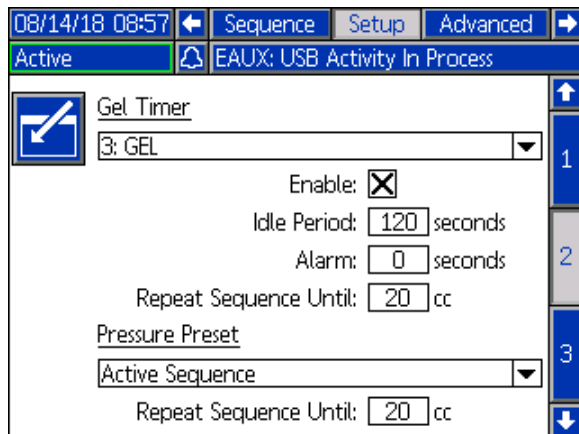 08/14/18 08:57 Sequence Setup Advanced
Active EAUX: USB Activity In Process
Gel Timer
3: GEL
1
Enable:
Idle Period: 120 seconds
Alarm: 0 seconds
2
Repeat Sequence Until: 20 cc
Pressure Preset
3
Active Sequence
Repeat Sequence Until: 20 cc